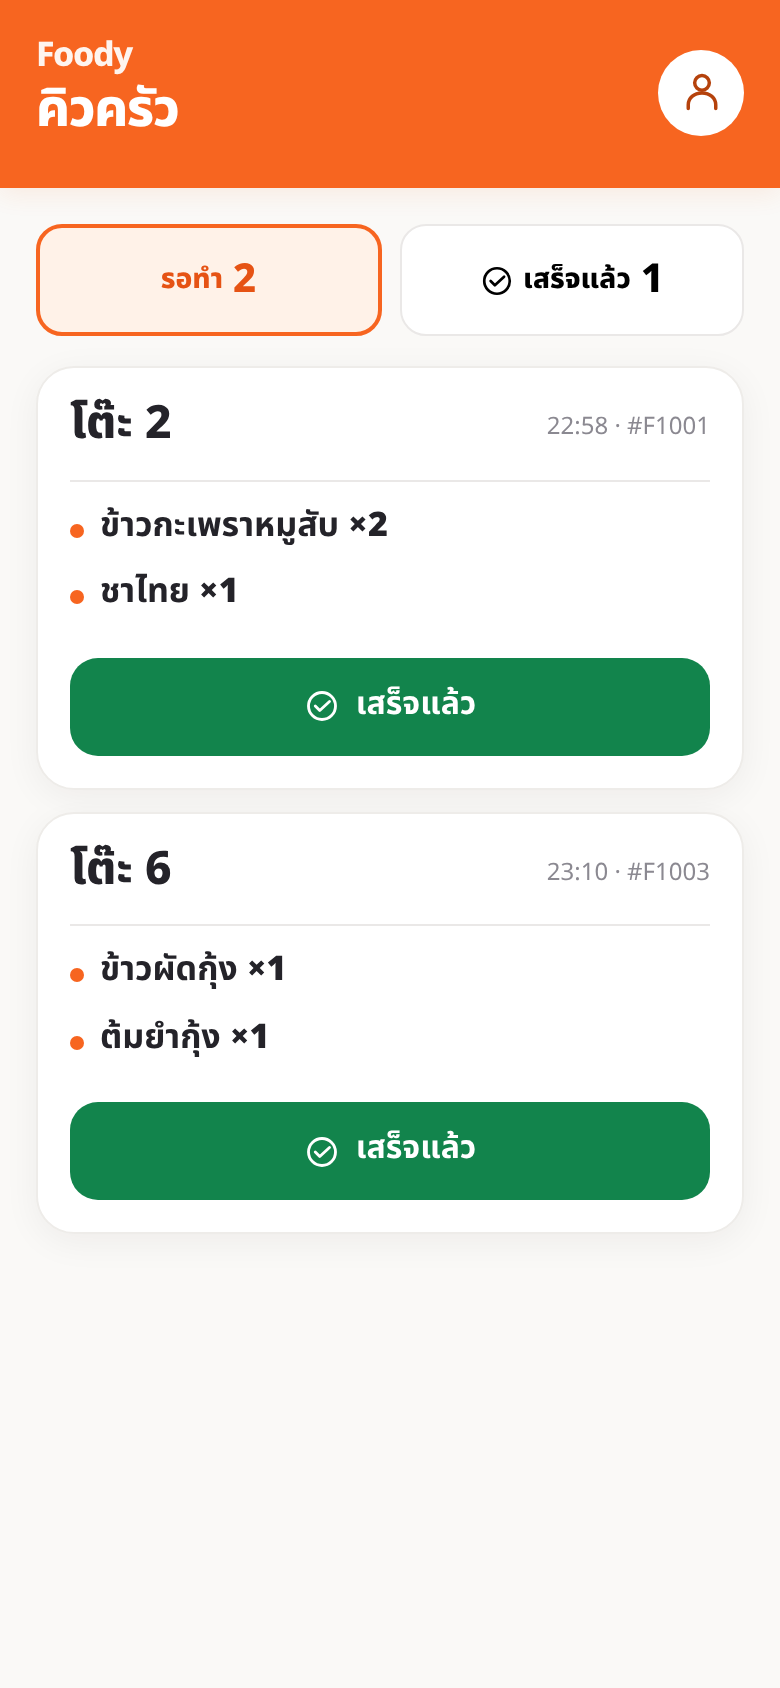 Foody
คิวครัว
รอทำ 2
เสร็จแล้ว 1
โต๊ะ 2
22:58 · #F1001
ข้าวกะเพราหมูสับ ×2
ชาไทย ×1
เสร็จแล้ว
โต๊ะ 6
23:10 · #F1003
ข้าวผัดกุ้ง ×1
ต้มยำกุ้ง ×1
เสร็จแล้ว